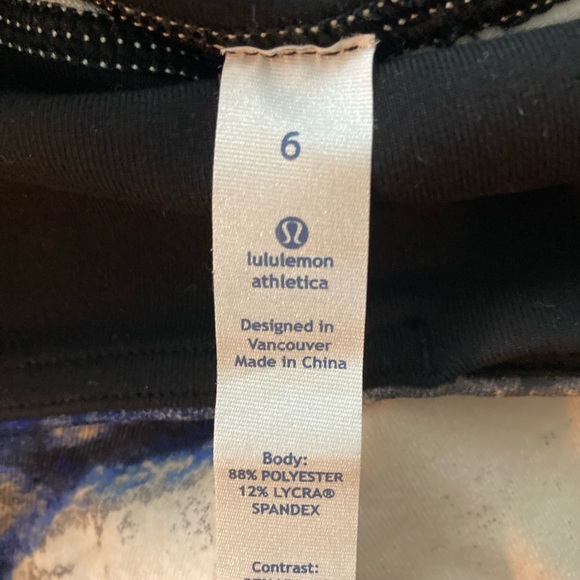 6
lululemon
athletica
Designed in
Vancouver
Made in China
Body:
88% POLYESTER
12% LYCRA®
SPANDEX
Contrast: